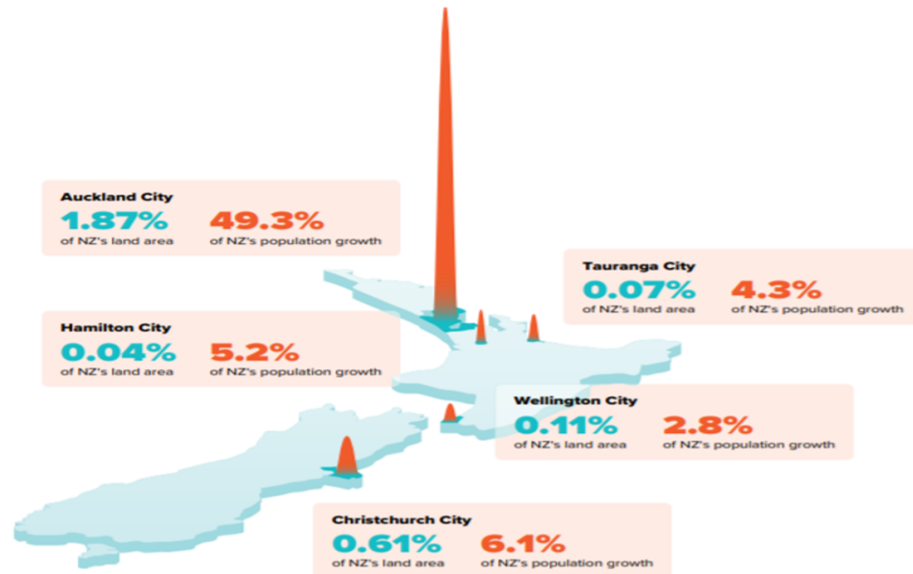 Auckland City
1.87% 49.3%
of NZ's land area of NZ's population growth
Tauranga City
0.07% 4.3%
of NZ's land area of NZ's population growth
Hamilton City
0.04% 5.2%
of NZ's land area of NZ's population growth
Wellington City
0.11% 2.8%
of NZ's land area of NZ's population growth
Christchurch City
0.61% 6.1%
of NZ's land area of NZ's population growth